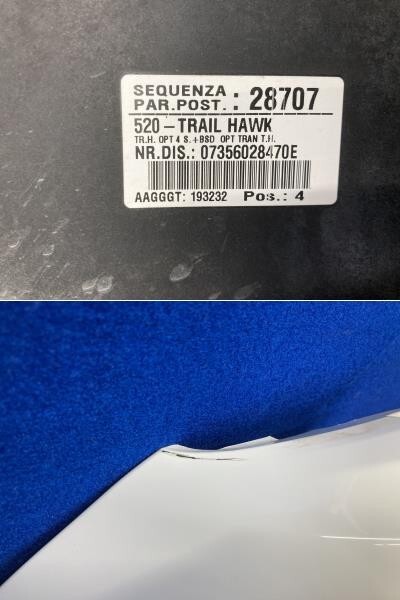 SEQUENZA
PAR.POST. : 28707
520-TRAIL HAWK
TR.H. OPT 4 S.+BSD OPT TRAN T.H.
NR.DIS.: 07356028470E
AAGGGT: 193232 Pos.: 4